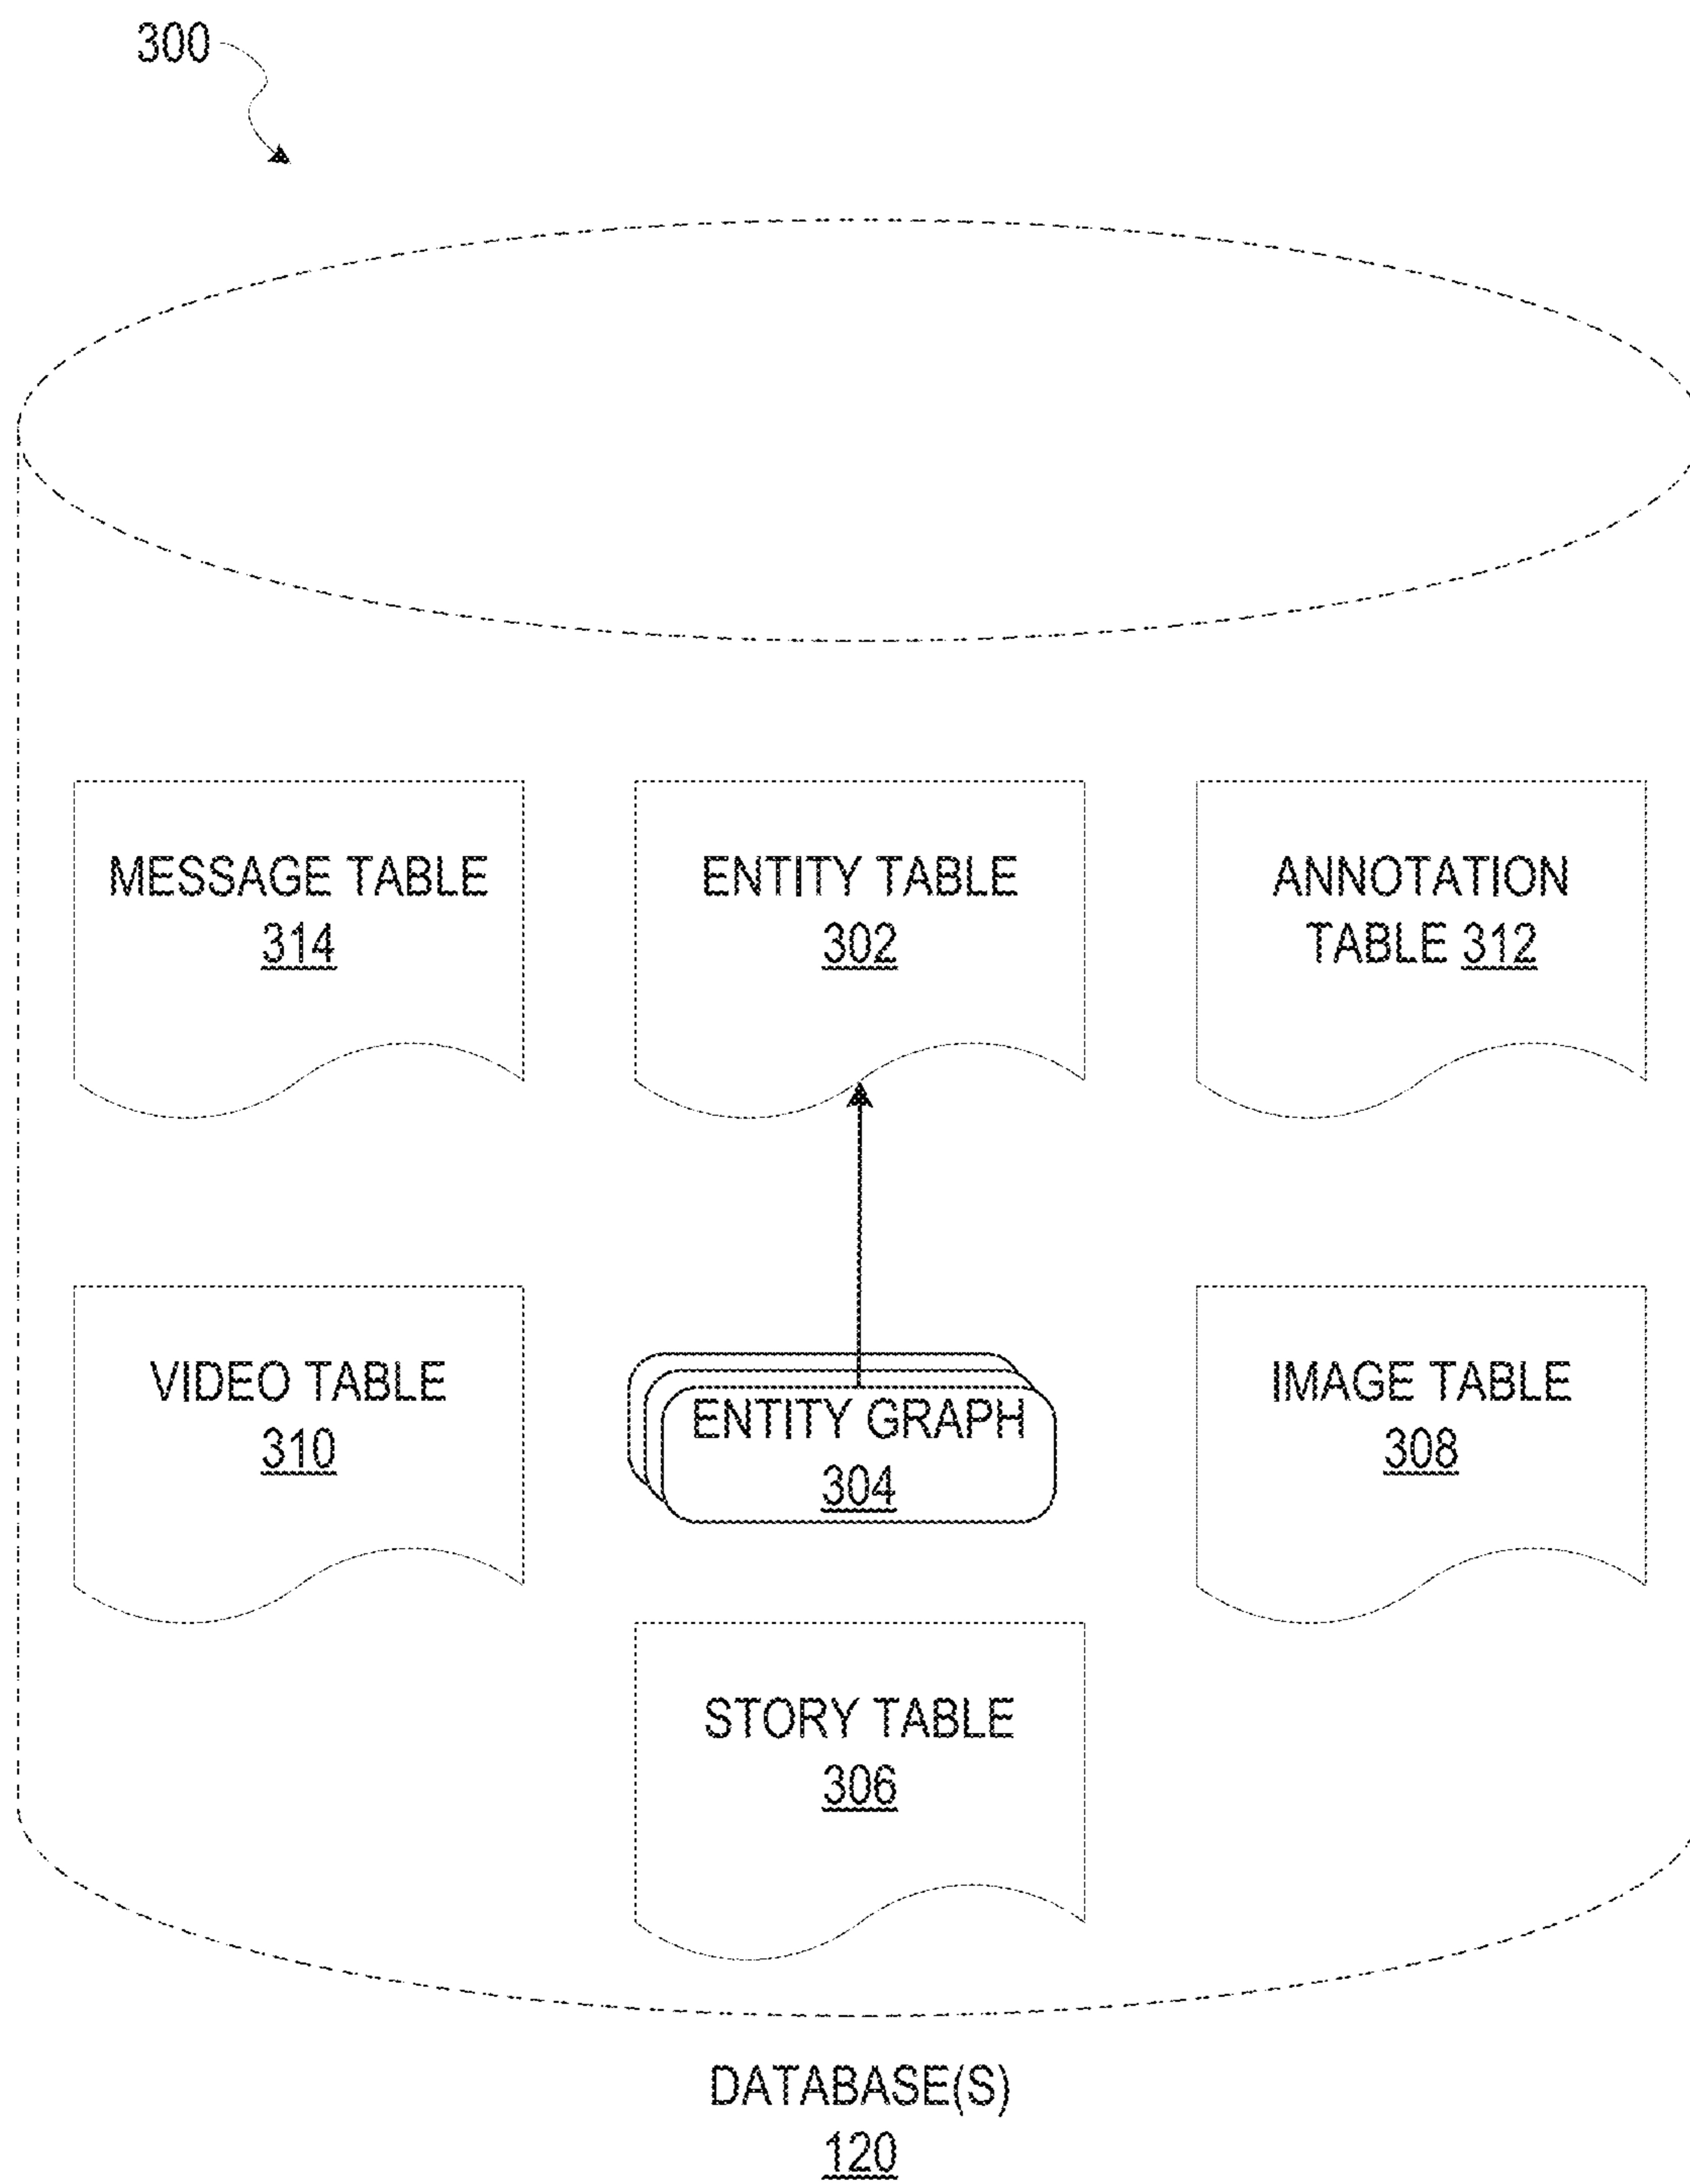 300
MESSAGE TABLE
314
ENTITY TABLE
302
ANNOTATION
TABLE 312
VIDEO TABLE
310
ENTITY GRAPH
304
IMAGE TABLE
308
STORY TABLE
306
DATABASE(S)
120